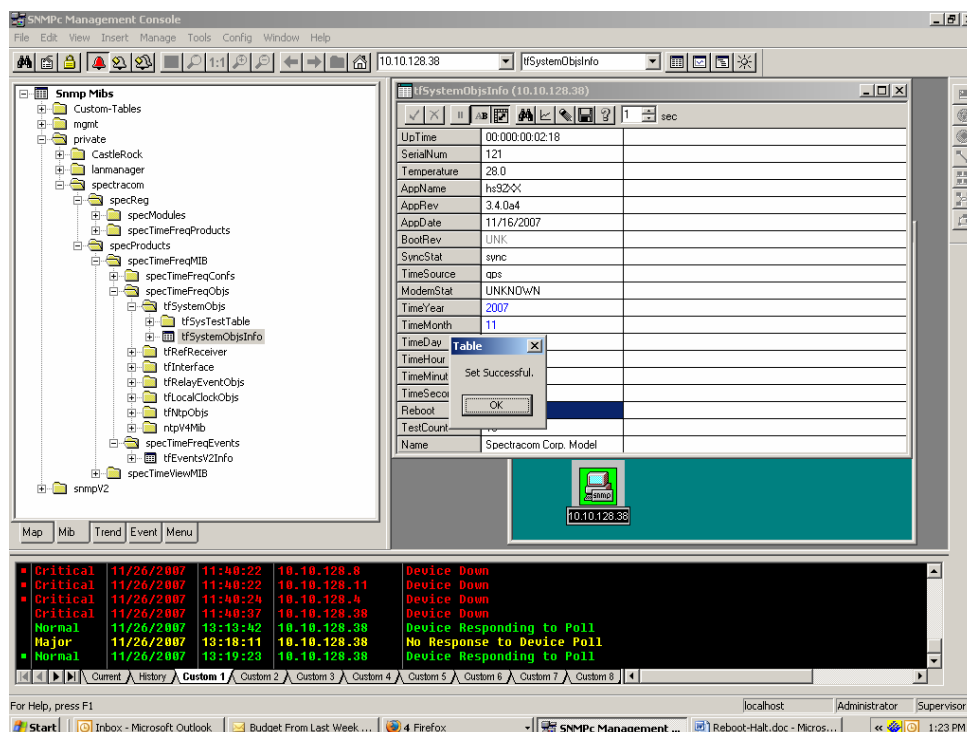 SNMPc Management Console
File Edit View Insert Manage Tools Config Window Help
1:1 10.10.128.38 tfSystemObjsInfo
Snmp Mibs
Custom-Tables
mgmt
private
CastleRock
lanmanager
spectracom
specReg
specModules
specTimeFreqProducts
specProducts
specTimeFreqMIB
specTimeFreqConfs
specTimeFreqObjs
tfSystemObjs
tfSysTestTable
tfSystemObjsInfo
tfRefReceiver
tfInterface
tfRelayEventObjs
tfLocalClockObjs
tfNtpObjs
ntpV4Mib
specTimeFreqEvents
tfEventsV2Info
specTimeViewMIB
snmpV2
Map Mib Trend Event Menu
tfSystemObjsInfo (10.10.128.38)
1 sec
UpTime 00:000:00:02:18
SerialNum 121
Temperature 28.0
AppName hs92XX
AppRev 3.4.0a4
AppDate 11/16/2007
BootRev UNK
SyncStat sync
TimeSource gps
ModemStat UNKNOWN
TimeYear 2007
TimeMonth 11
TimeDay
TimeHour
TimeMinut
TimeSecor
Reboot
TestCount
Name Spectracom Corp. Model
Table
Set Successful.
OK
snmp
10.10.128.38
Critical 11/26/2007 11:40:22 10.10.128.8 Device Down
Critical 11/26/2007 11:40:22 10.10.128.11 Device Down
Critical 11/26/2007 11:40:24 10.10.128.4 Device Down
Critical 11/26/2007 11:40:37 10.10.128.38 Device Down
Normal 11/26/2007 13:13:42 10.10.128.38 Device Responding to Poll
Major 11/26/2007 13:18:11 10.10.128.38 No Response to Device Poll
Normal 11/26/2007 13:19:23 10.10.128.38 Device Responding to Poll
Current History Custom 1 Custom 2 Custom 3 Custom 4 Custom 5 Custom 6 Custom 7 Custom 8
For Help, press F1 localhost Administrator Supervisor
Start Inbox - Microsoft Outlook Budget From Last Week ... 4 Firefox SNMPc Management ... Reboot-Halt.doc - Micros... « 1:23 PM